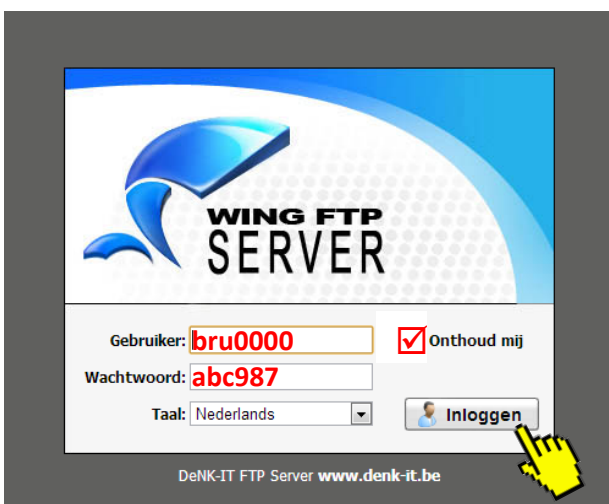 WING FTP
SERVER
Gebruiker: bru0000 Onthoud mij
Wachtwoord: abc987
Taal: Nederlands Inloggen
DeNK-IT FTP Server www.denk-it.be